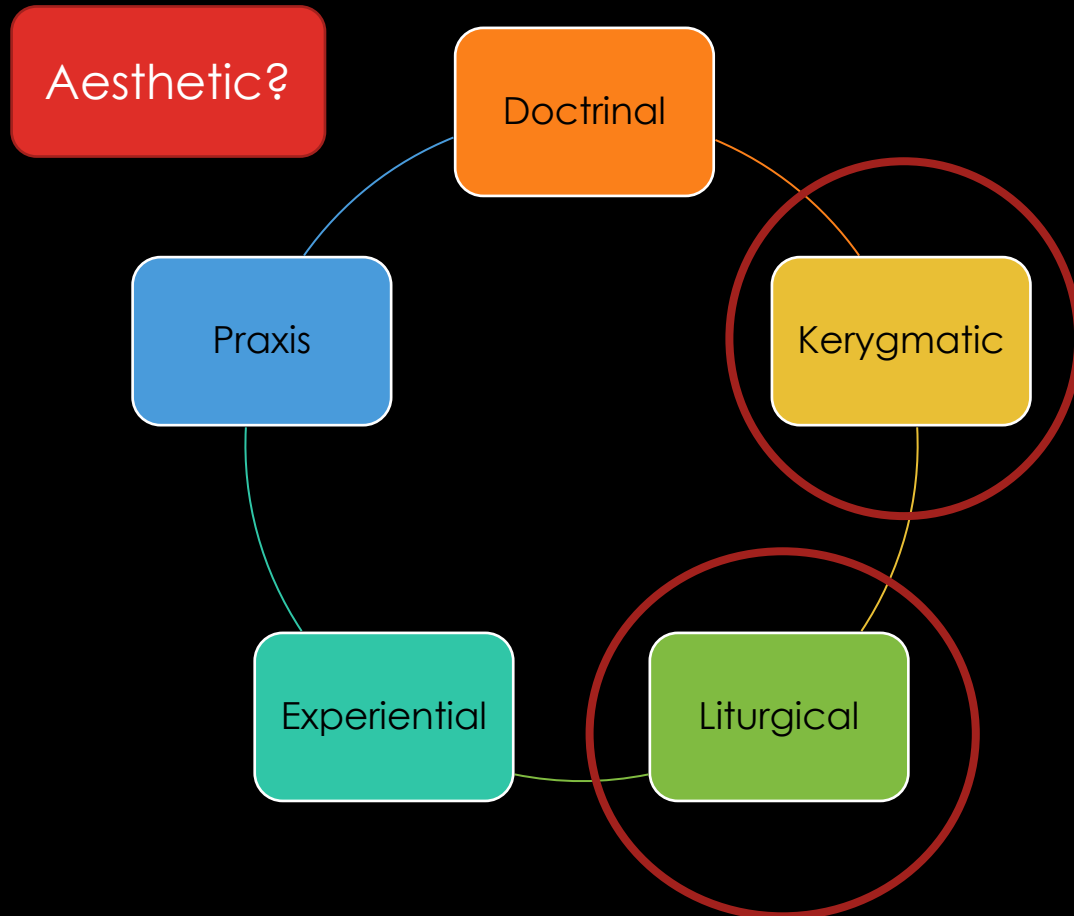 Aesthetic?
Doctrinal
Kerygmatic
Liturgical
Experiential
Praxis